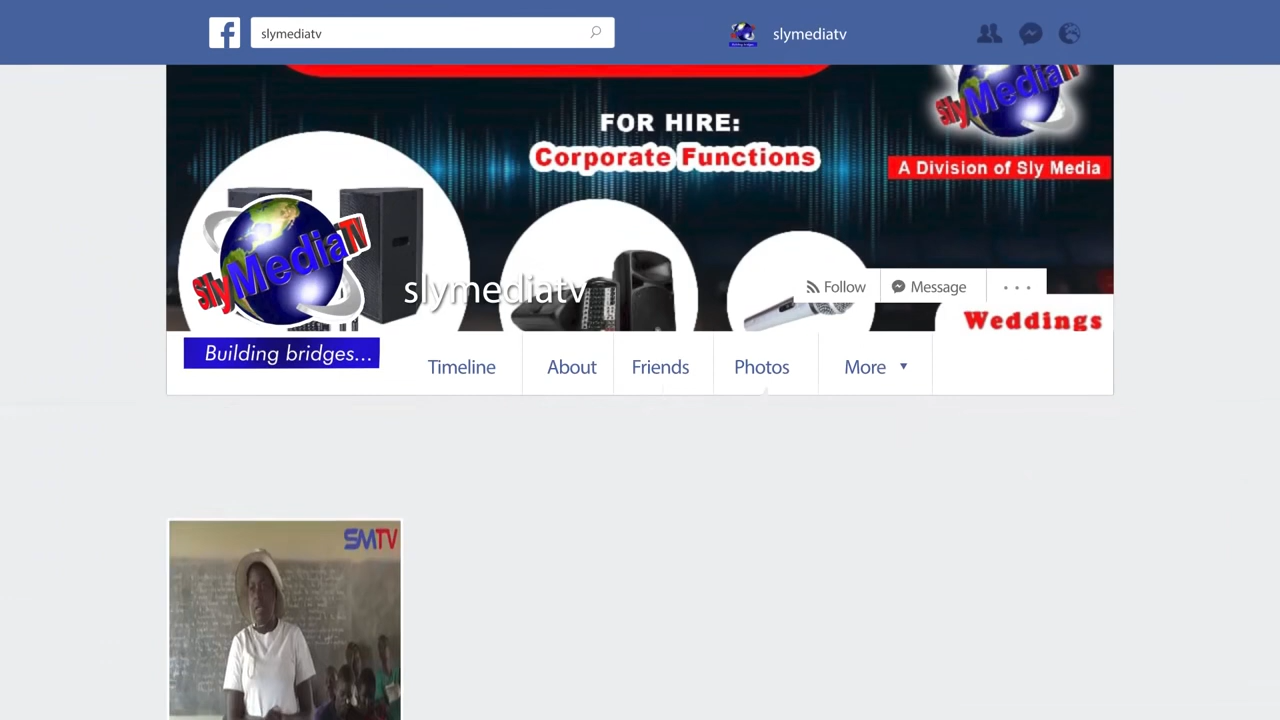 f
slymediatv
slymediatv
SlyMediaTV
FOR HIRE:
Corporate Functions
A Division of Sly Media
SlyMediaTV
slymediatv
Follow
Message
...
Weddings
Building bridges...
Timeline
About
Friends
Photos
More
SMTV